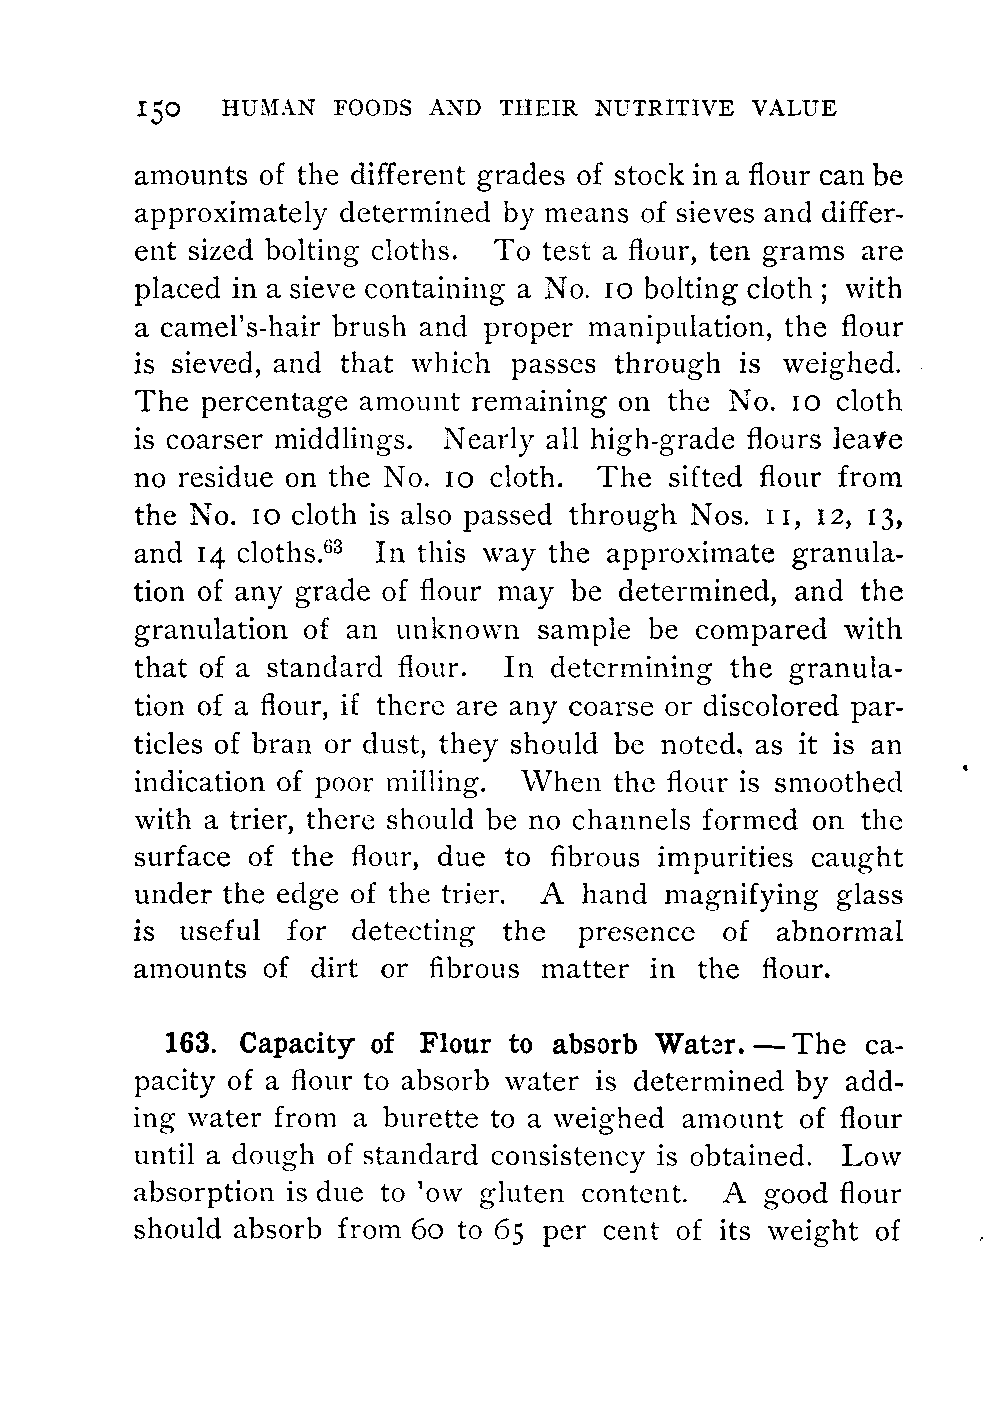 150 HUMAN FOODS AND THEIR NUTRITIVE VALUE
amounts of the different grades of stock in a flour can be
approximately determined by means of sieves and differ-
ent sized bolting cloths. To test a flour, ten grams are
placed in a sieve containing a No. 10 bolting cloth; with
a camel's-hair brush and proper manipulation, the flour
is sieved, and that which passes through is weighed.
The percentage amount remaining on the No. 10 cloth
is coarser middlings. Nearly all high-grade flours leave
no residue on the No. 10 cloth. The sifted flour from
the No. 10 cloth is also passed through Nos. 11, 12, 13,
and 14 cloths.63 In this way the approximate granula-
tion of any grade of flour may be determined, and the
granulation of an unknown sample be compared with
that of a standard flour. In determining the granula-
tion of a flour, if there are any coarse or discolored par-
ticles of bran or dust, they should be noted, as it is an
indication of poor milling. When the flour is smoothed
with a trier, there should be no channels formed on the
surface of the flour, due to fibrous impurities caught
under the edge of the trier. A hand magnifying glass
is useful for detecting the presence of abnormal
amounts of dirt or fibrous matter in the flour.
163. Capacity of Flour to absorb Water. — The ca-
pacity of a flour to absorb water is determined by add-
ing water from a burette to a weighed amount of flour
until a dough of standard consistency is obtained. Low
absorption is due to 'ow gluten content. A good flour
should absorb from 60 to 65 per cent of its weight of